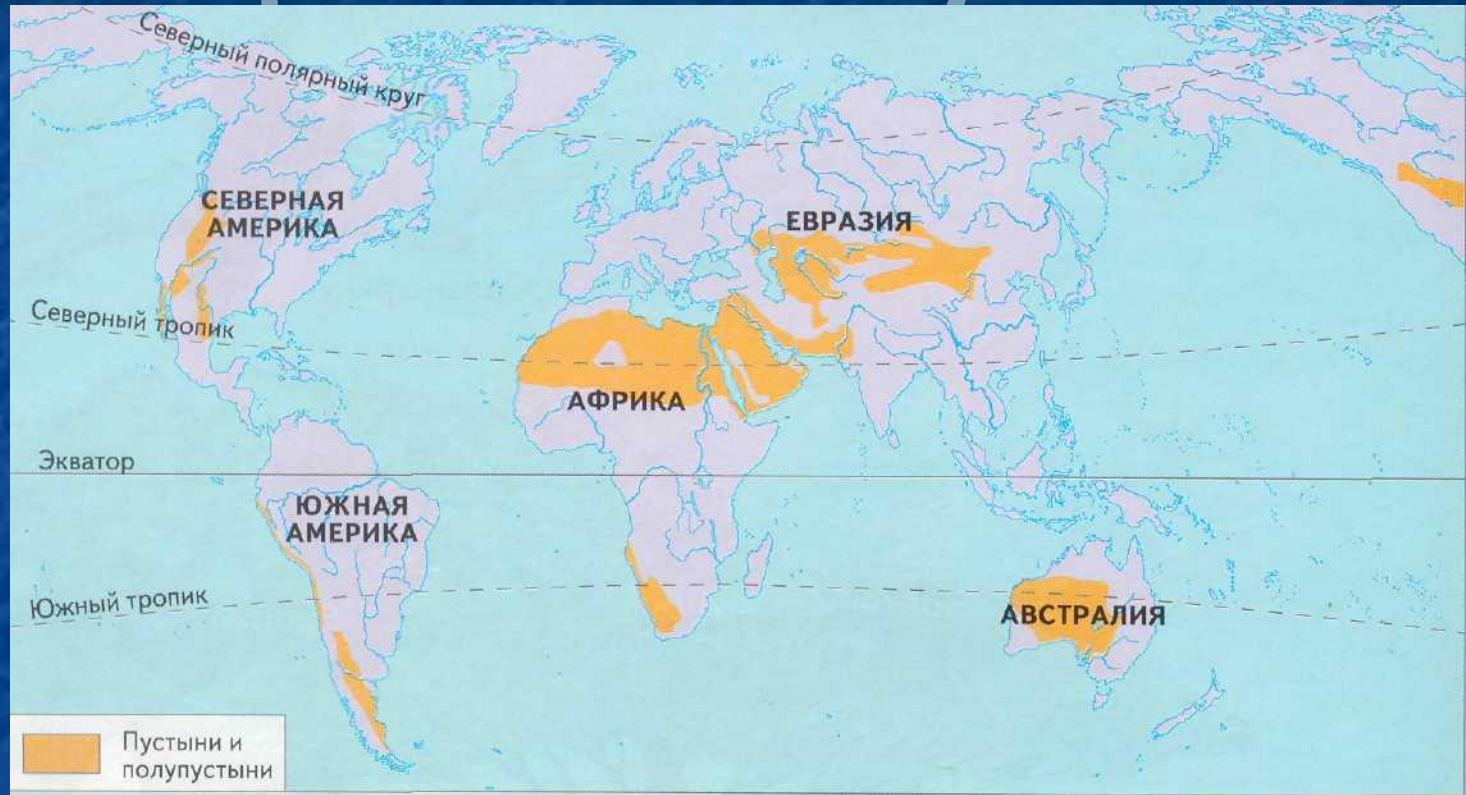 Северный полярный круг
СЕВЕРНАЯ
АМЕРИКА
ЕВРАЗИЯ
Северный тропик
АФРИКА
Экватор
ЮЖНАЯ
АМЕРИКА
Южный тропик
АВСТРАЛИЯ
Пустыни и
полупустыни